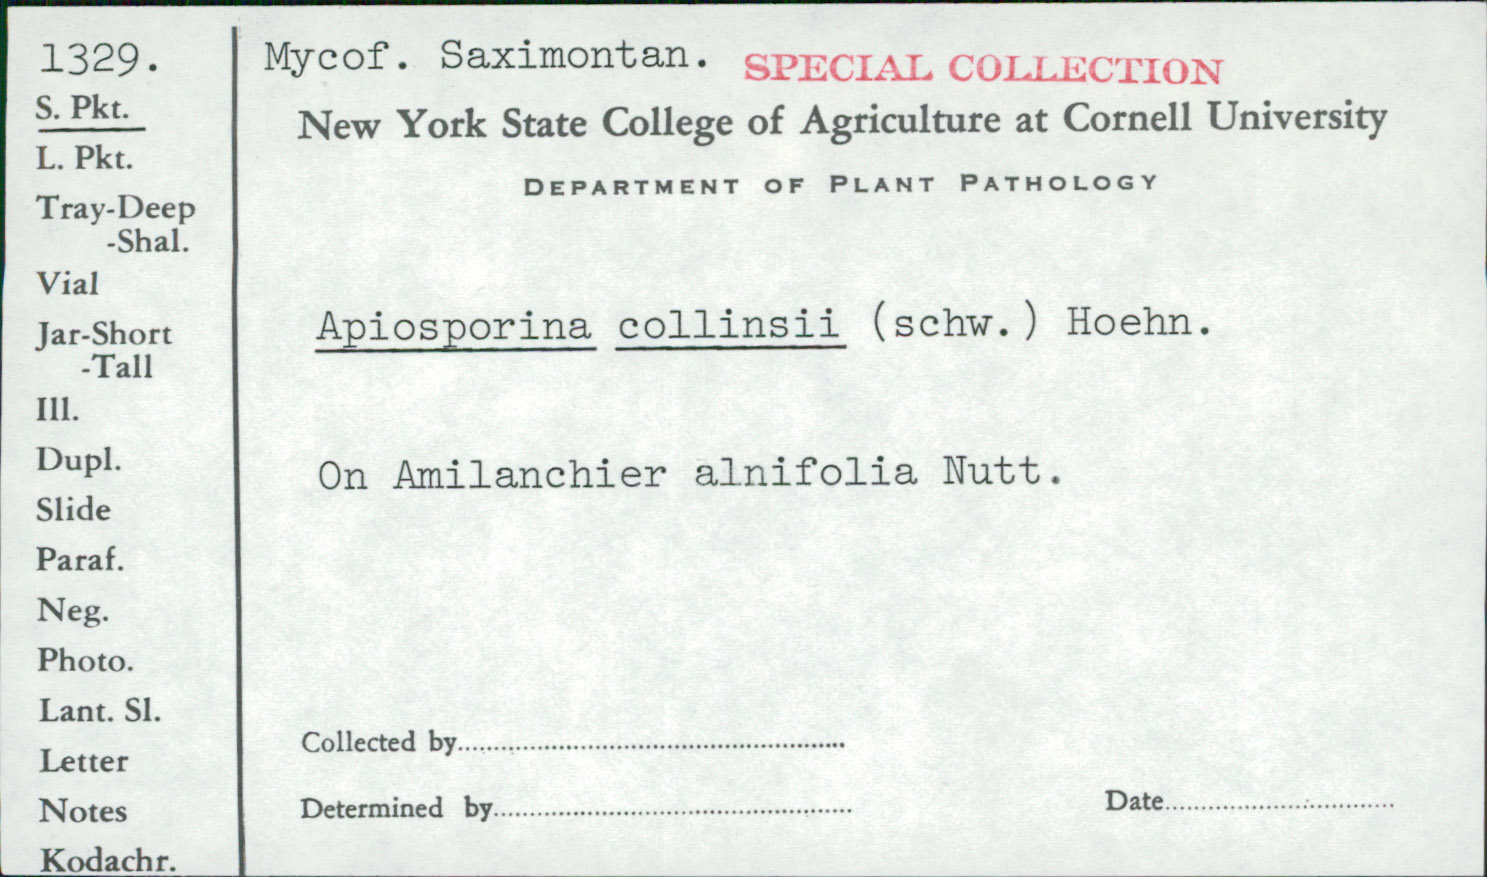 1329.
S. Pkt.
L. Pkt.
Tray-Deep
-Shal.
Vial
Jar-Short
-Tall
Ill.
Dupl.
Slide
Paraf.
Neg.
Photo.
Lant. Sl.
Letter
Notes
Kodachr.
Mycof. Saximontan. SPECIAL COLLECTION
New York State College of Agriculture at Cornell University
DEPARTMENT OF PLANT PATHOLOGY
Apiosporina collinsii (schw.) Hoehn.
On Amilanchier alnifolia Nutt.
Collected by
Determined by
Date